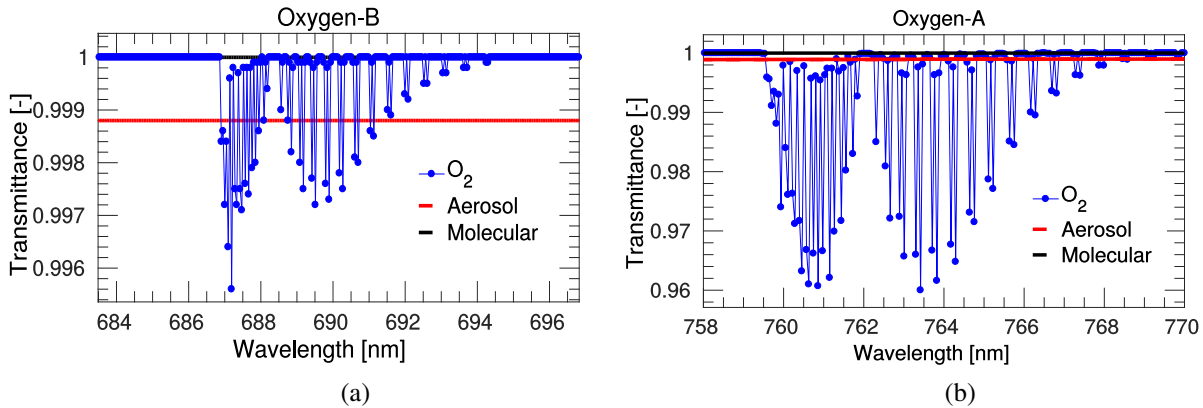 Oxygen-B
Transmittance [-]
1
0.999
0.998
0.997
0.996
O2
Aerosol
Molecular
684 686 688 690 692 694 696
Wavelength [nm]
(a)
Oxygen-A
Transmittance [-]
1
0.99
0.98
0.97
0.96
O2
Aerosol
Molecular
758 760 762 764 766 768 770
Wavelength [nm]
(b)